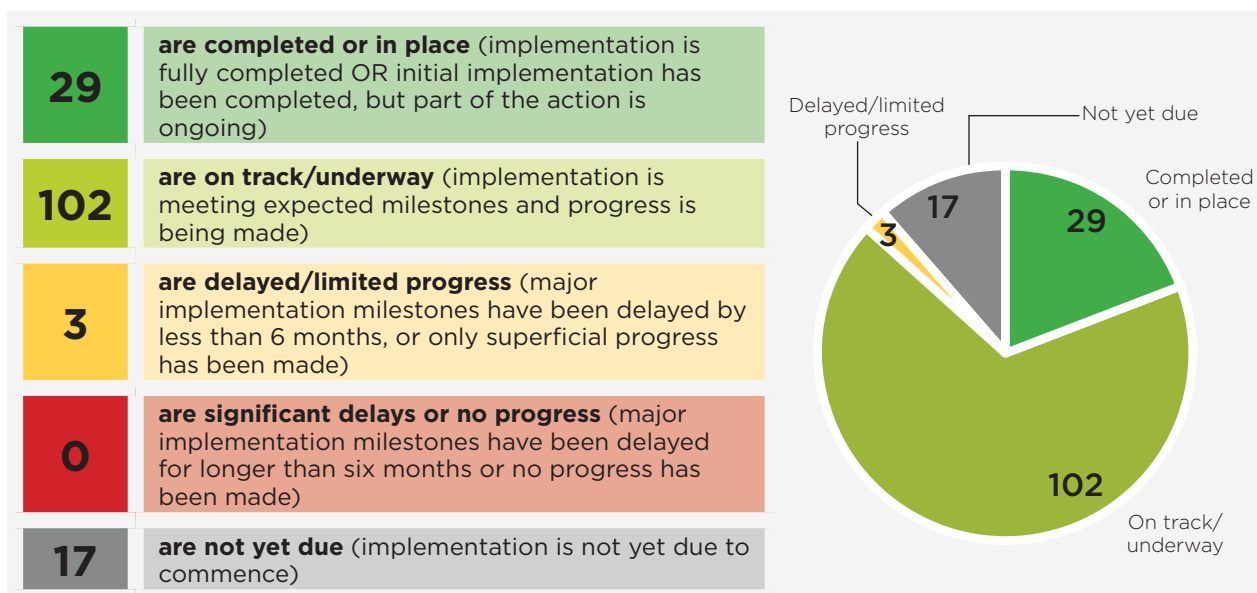 29
are completed or in place (implementation is
fully completed OR initial implementation has
been completed, but part of the action is
ongoing)
102
are on track/underway (implementation is
meeting expected milestones and progress is
being made)
3
are delayed/limited progress (major
implementation milestones have been delayed by
less than 6 months, or only superficial progress
has been made)
0
are significant delays or no progress (major
implementation milestones have been delayed
for longer than six months or no progress has
been made)
17
are not yet due (implementation is not yet due to
commence)
Delayed/limited
progress
Not yet due
Completed
or in place
17
29
3
102
On track/
underway